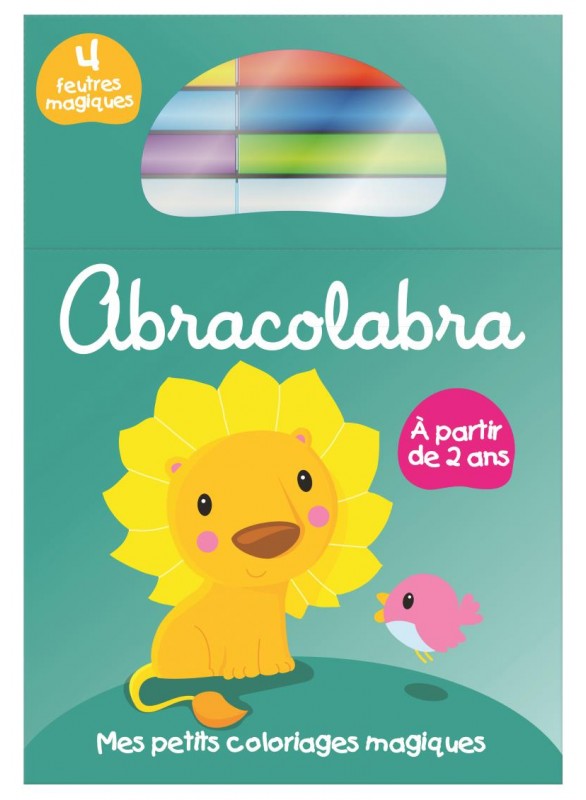 4
feutres
magiques
Abracolabra
À partir
de 2 ans
Mes petits coloriages magiques